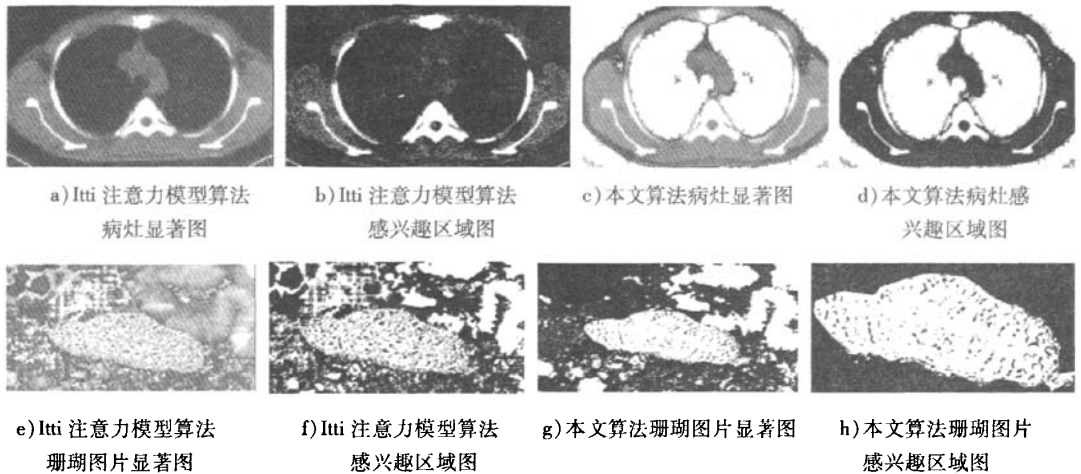 a)Itti 注意力模型算法
病灶显著图
b)Itti 注意力模型算法
感兴趣区域图
c)本文算法病灶显著图
d)本文算法病灶感
兴趣区域图
e)Itti 注意力模型算法
珊瑚图片显著图
f)Itti 注意力模型算法
感兴趣区域图
g)本文算法珊瑚图片显著图
h)本文算法珊瑚图片
感兴趣区域图